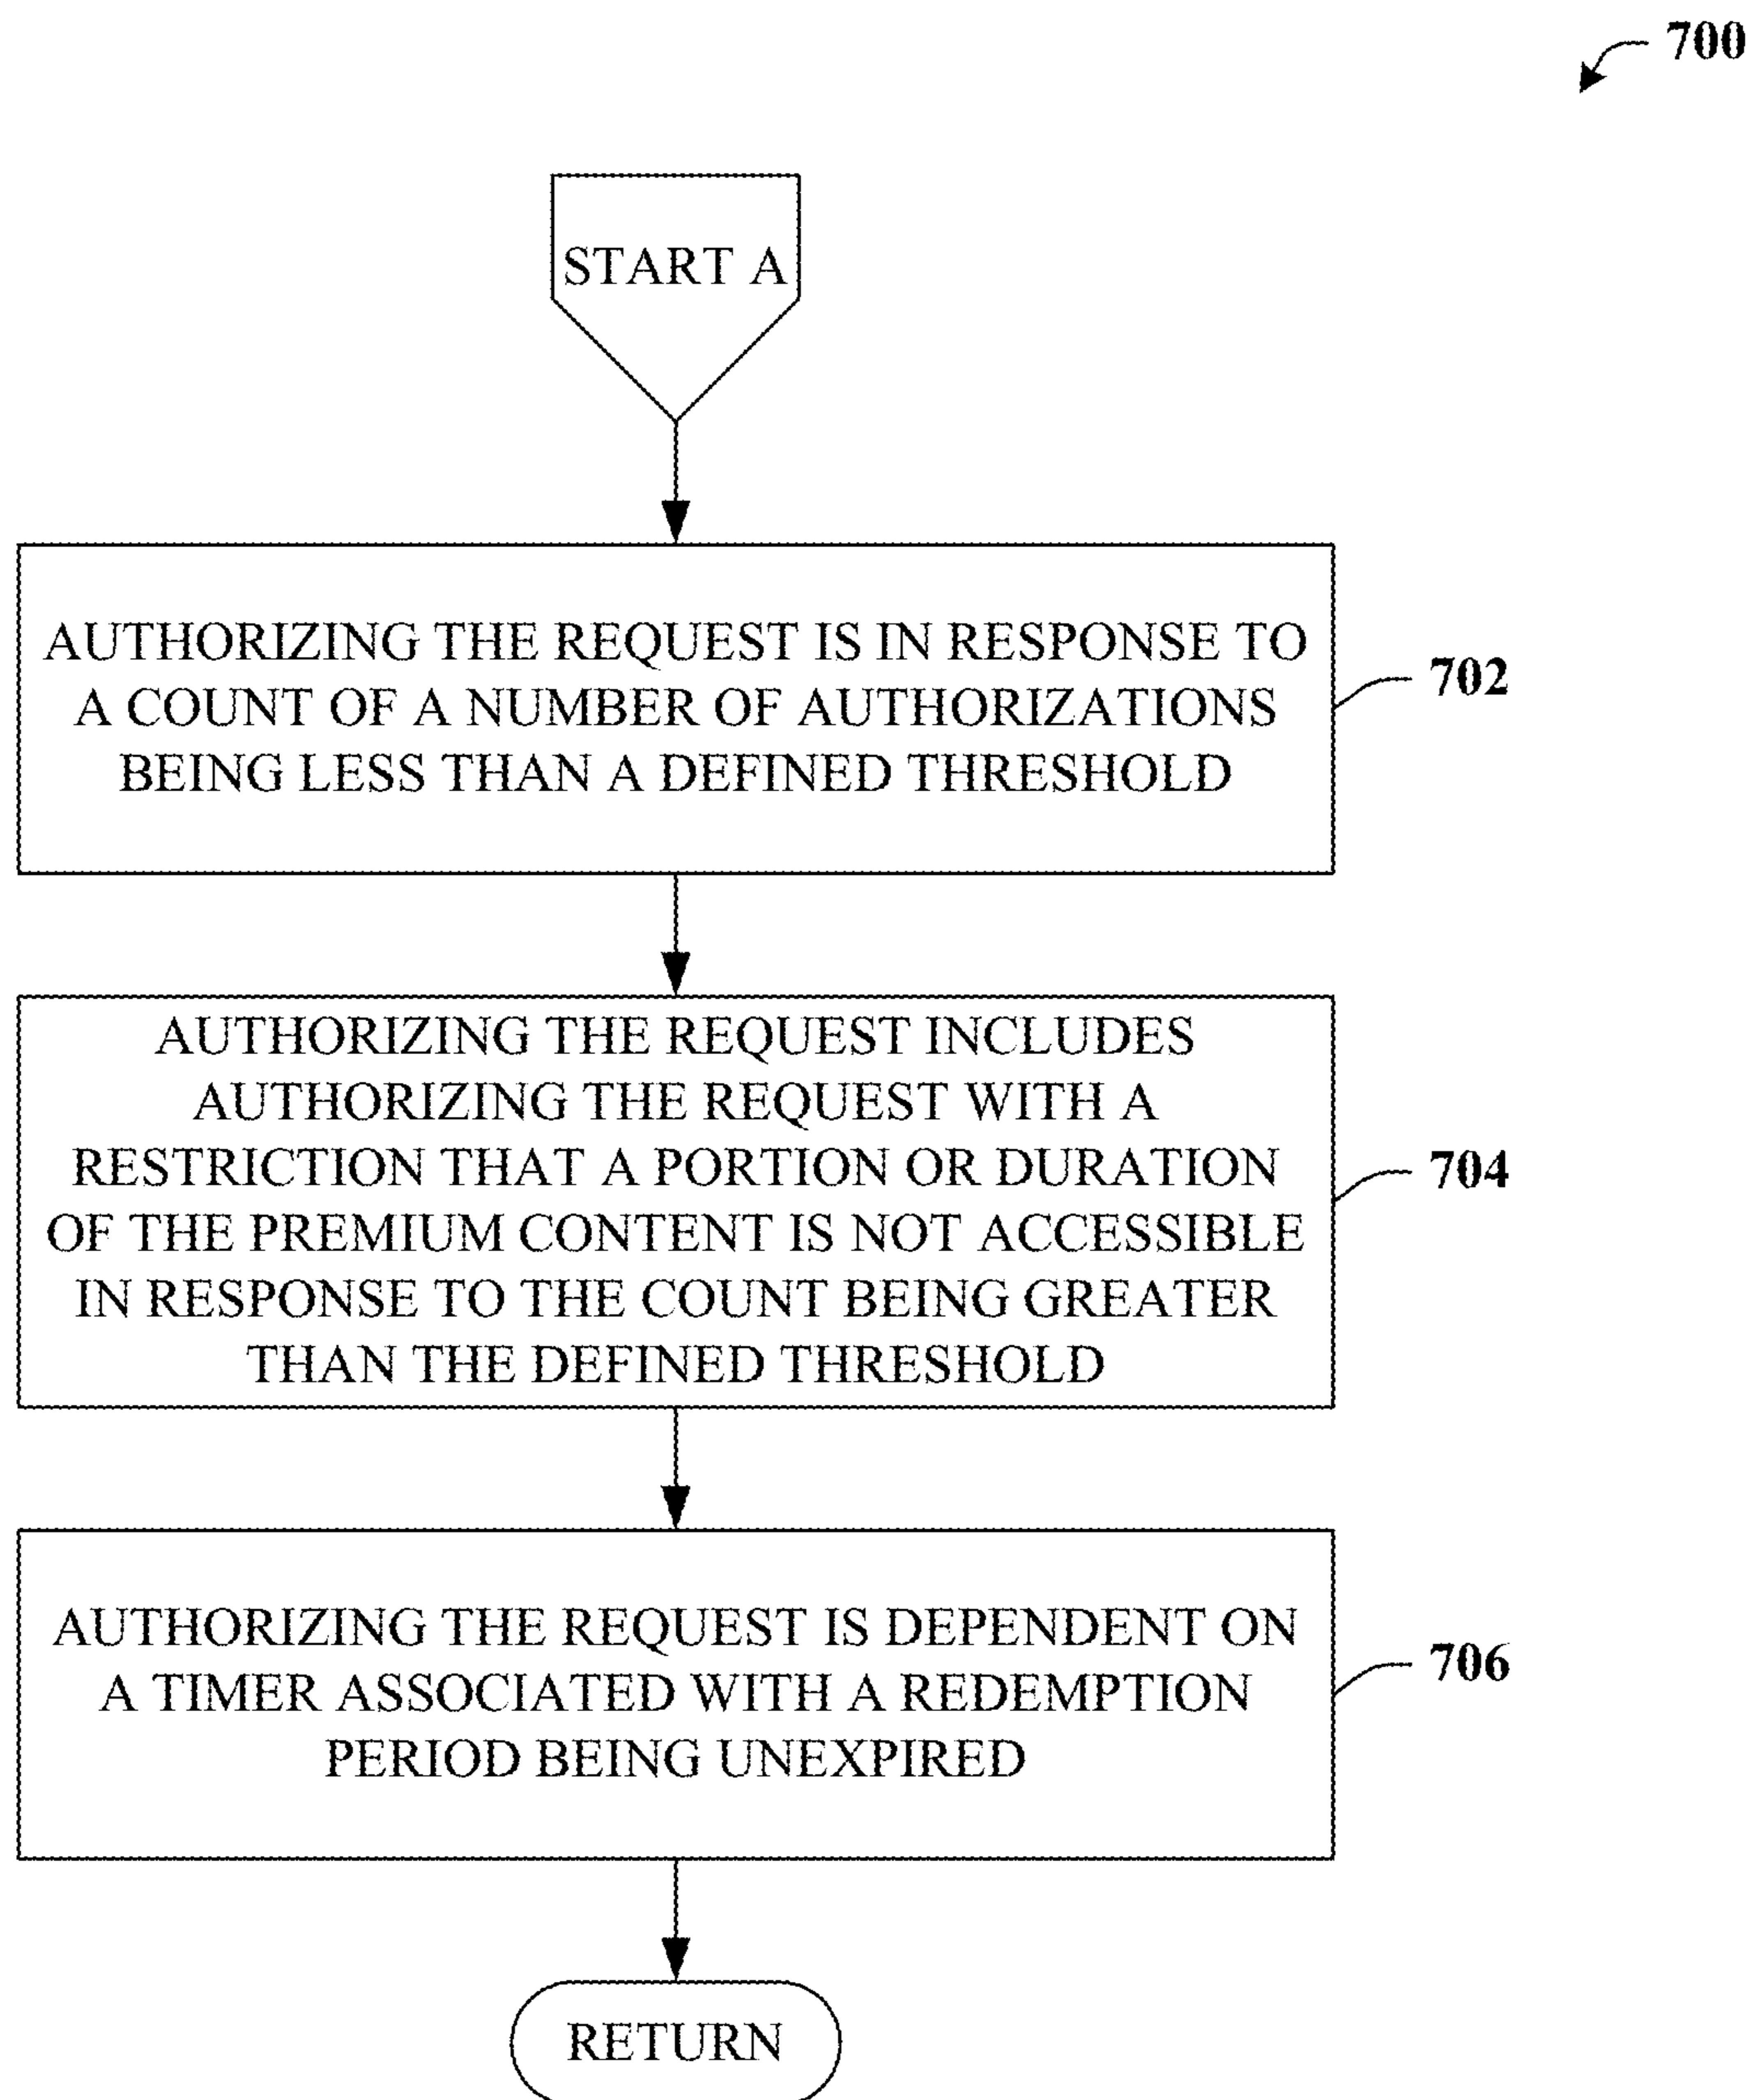 700
START A
AUTHORIZING THE REQUEST IS IN RESPONSE TO
A COUNT OF A NUMBER OF AUTHORIZATIONS
BEING LESS THAN A DEFINED THRESHOLD
702
AUTHORIZING THE REQUEST INCLUDES
AUTHORIZING THE REQUEST WITH A
RESTRICTION THAT A PORTION OR DURATION
OF THE PREMIUM CONTENT IS NOT ACCESSIBLE
IN RESPONSE TO THE COUNT BEING GREATER
THAN THE DEFINED THRESHOLD
704
AUTHORIZING THE REQUEST IS DEPENDENT ON
A TIMER ASSOCIATED WITH A REDEMPTION
PERIOD BEING UNEXPIRED
706
RETURN